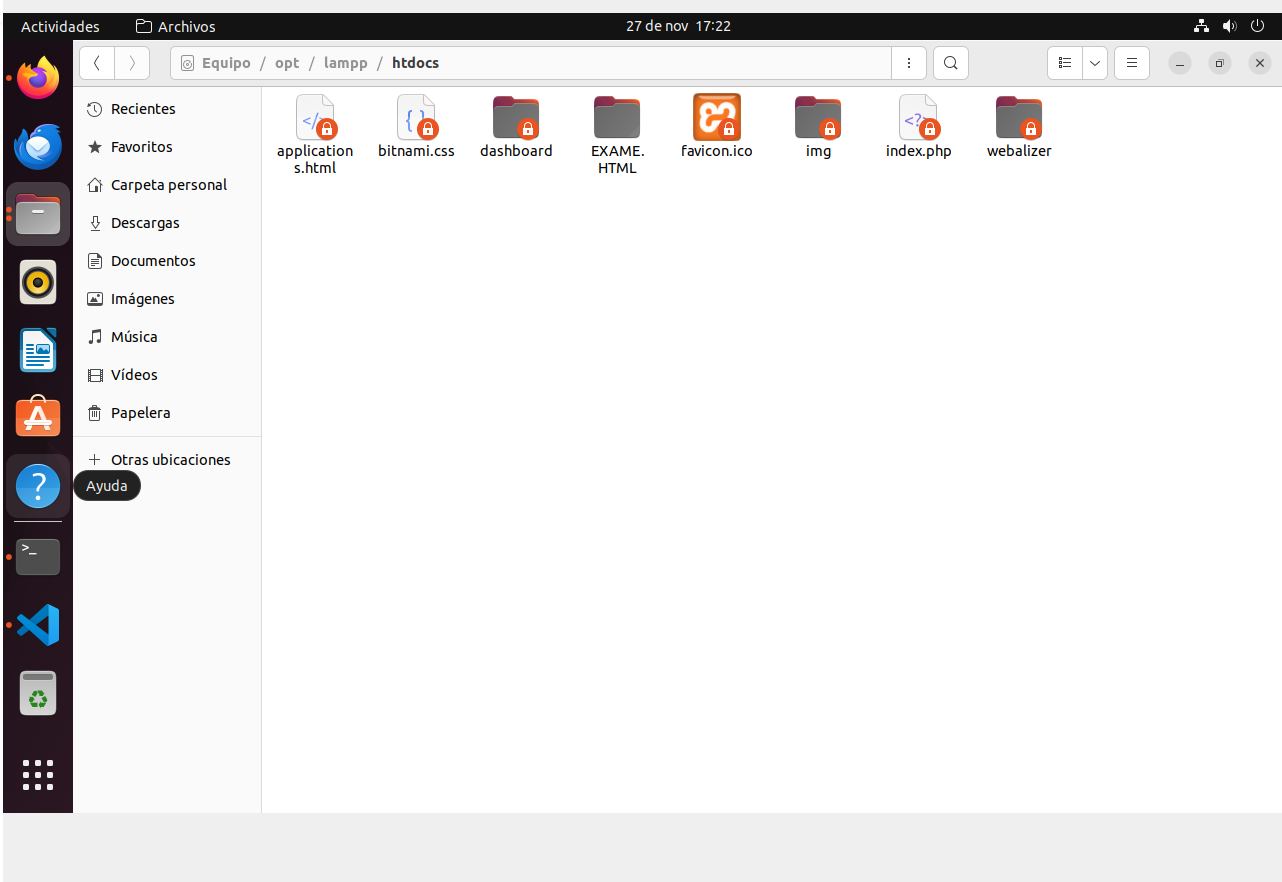 Actividades
Archivos
27 de nov 17:22
Equipo / opt / lampp / htdocs
Recientes
Favoritos
Carpeta personal
Descargas
Documentos
Imágenes
Música
Vídeos
Papelera
Otras ubicaciones
Ayuda
application
s.html
bitnami.css
dashboard
EXAME.
HTML
favicon.ico
img
index.php
webalizer